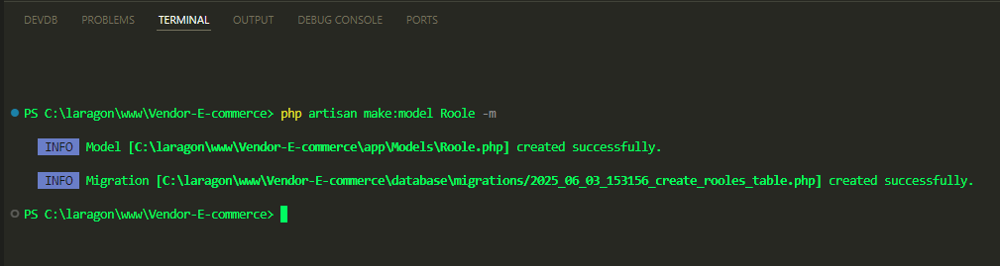 DEVDB PROBLEMS TERMINAL OUTPUT DEBUG CONSOLE PORTS
PS C:\laragon\www\Vendor-E-commerce> php artisan make:model Roole -m
INFO Model [C:\laragon\www\Vendor-E-commerce\app\Models\Roole.php] created successfully.
INFO Migration [C:\laragon\www\Vendor-E-commerce\database\migrations/2025_06_03_153156_create_rooles_table.php] created successfully.
PS C:\laragon\www\Vendor-E-commerce>